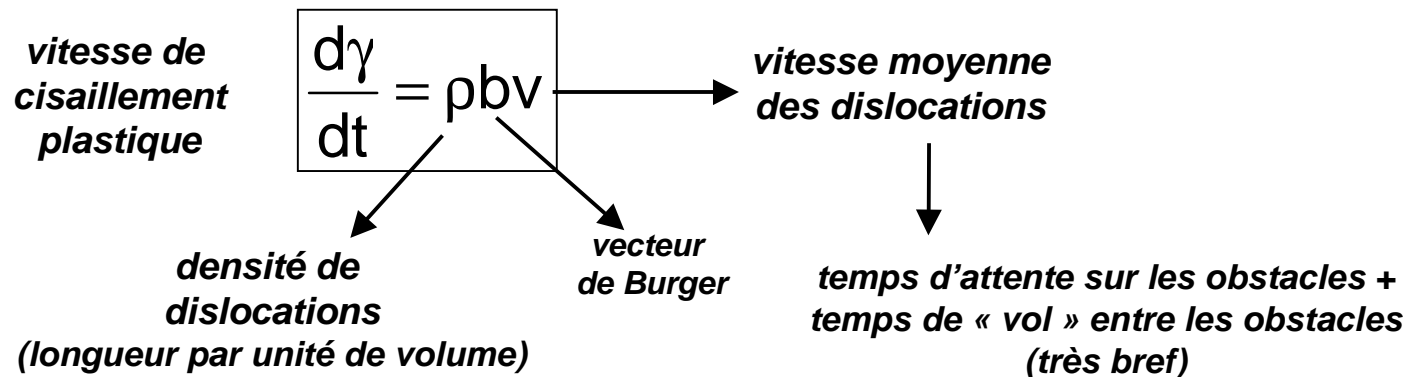 vitesse de
cisaillement
plastique
dγ/dt = ρbv
vitesse moyenne
des dislocations
densité de
dislocations
(longueur par unité de volume)
vecteur
de Burger
temps d'attente sur les obstacles +
temps de « vol » entre les obstacles
(très bref)